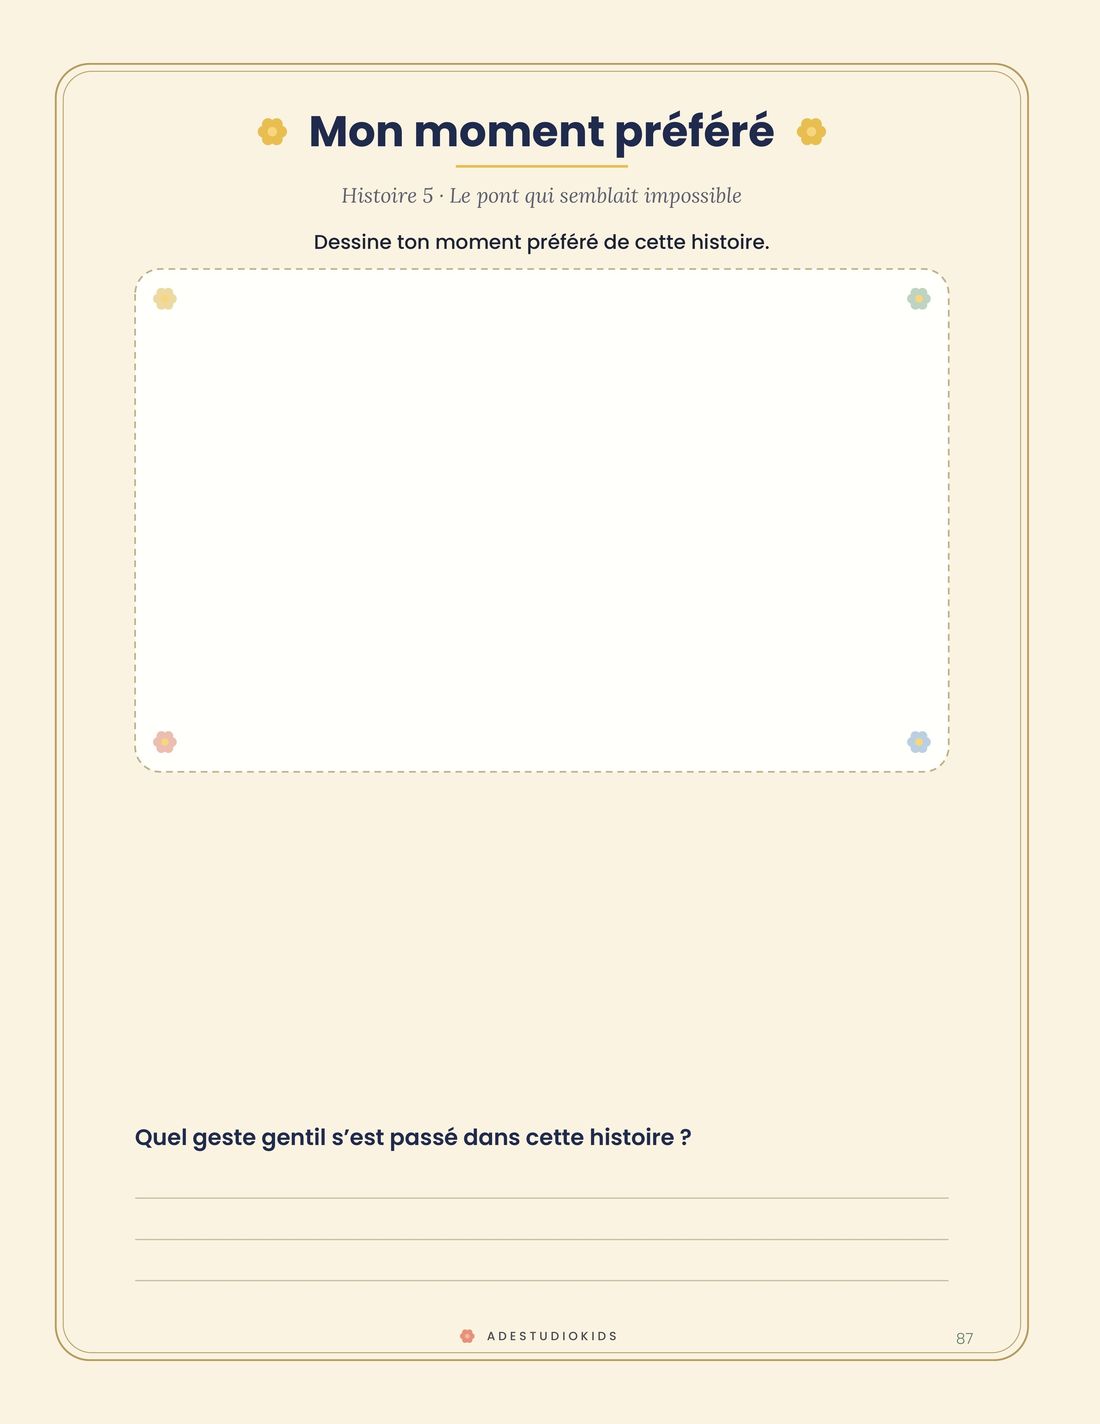 Mon moment préféré
Histoire 5 · Le pont qui semblait impossible
Dessine ton moment préféré de cette histoire.
Quel geste gentil s’est passé dans cette histoire ?
ADESTUDIOKIDS
87